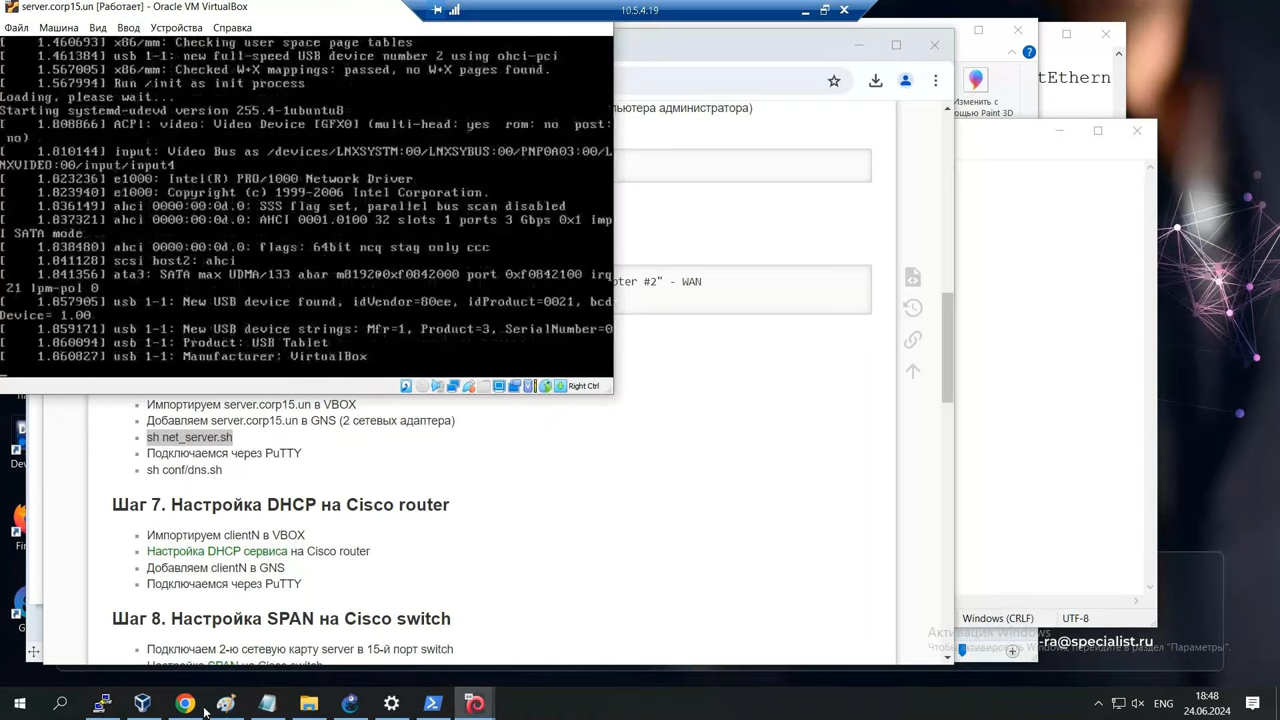 server.corp15.un [Работает] - Oracle VM VirtualBox
10.5.4.19
Файл Машина Вид Ввод Устройства Справка
[ 1.460693] x86/mm: Checking user space page tables
[ 1.461384] usb 1-1: new full-speed USB device number 2 using ohci-pci
[ 1.567005] x86/mm: Checked W+X mappings: passed, no W+X pages found.
[ 1.567994] Run /init as init process
Loading, please wait...
Starting systemd-udevd version 255.4-1ubuntu8
[ 1.808866] ACPI: video: Video Device [GFX0] (multi-head: yes rom: no post:
no)
[ 1.810144] input: Video Bus as /devices/LNXSYSTM:00/LNXSYBUS:00/PNP0A03:00/L
NXVIDEO:00/input/input4
[ 1.823236] e1000: Intel(R) PRO/1000 Network Driver
[ 1.823940] e1000: Copyright (c) 1999-2006 Intel Corporation.
[ 1.836149] ahci 0000:00:0d.0: SSS flag set, parallel bus scan disabled
[ 1.837321] ahci 0000:00:0d.0: AHCI 0001.0100 32 slots 1 ports 3 Gbps 0x1 imp
l SATA mode
[ 1.838480] ahci 0000:00:0d.0: flags: 64bit ncq stag only ccc
[ 1.841128] scsi host2: ahci
[ 1.841356] ata3: SATA max UDMA/133 abar m8192@0xf0842000 port 0xf0842100 irq
21 lpm-pol 0
[ 1.857905] usb 1-1: New USB device found, idVendor=80ee, idProduct=0021, bcd
Device= 1.00
[ 1.859171] usb 1-1: New USB device strings: Mfr=1, Product=3, SerialNumber=0
[ 1.860094] usb 1-1: Product: USB Tablet
[ 1.860827] usb 1-1: Manufacturer: VirtualBox
Right Ctrl
пьютера администратора)
pter #2" - WAN
Изменить с
мощью Paint 3D
tEthern
Импортируем server.corp15.un в VBOX
Добавляем server.corp15.un в GNS (2 сетевых адаптера)
sh net_server.sh
Подключаемся через PuTTY
sh conf/dns.sh
Шаг 7. Настройка DHCP на Cisco router
Импортируем clientN в VBOX
Настройка DHCP сервиса на Cisco router
Добавляем clientN в GNS
Подключаемся через PuTTY
Шаг 8. Настройка SPAN на Cisco switch
Подключаем 2-ю сетевую карту server в 15-й порт switch
Настройка SPAN на Cisco switch
Dev
Fir
G
Windows (CRLF) UTF-8
Активация Windows
-ra@specialist.ru
Чтобы активировать Windows, перейдите в раздел "Параметры".
ENG
18:48
24.06.2024